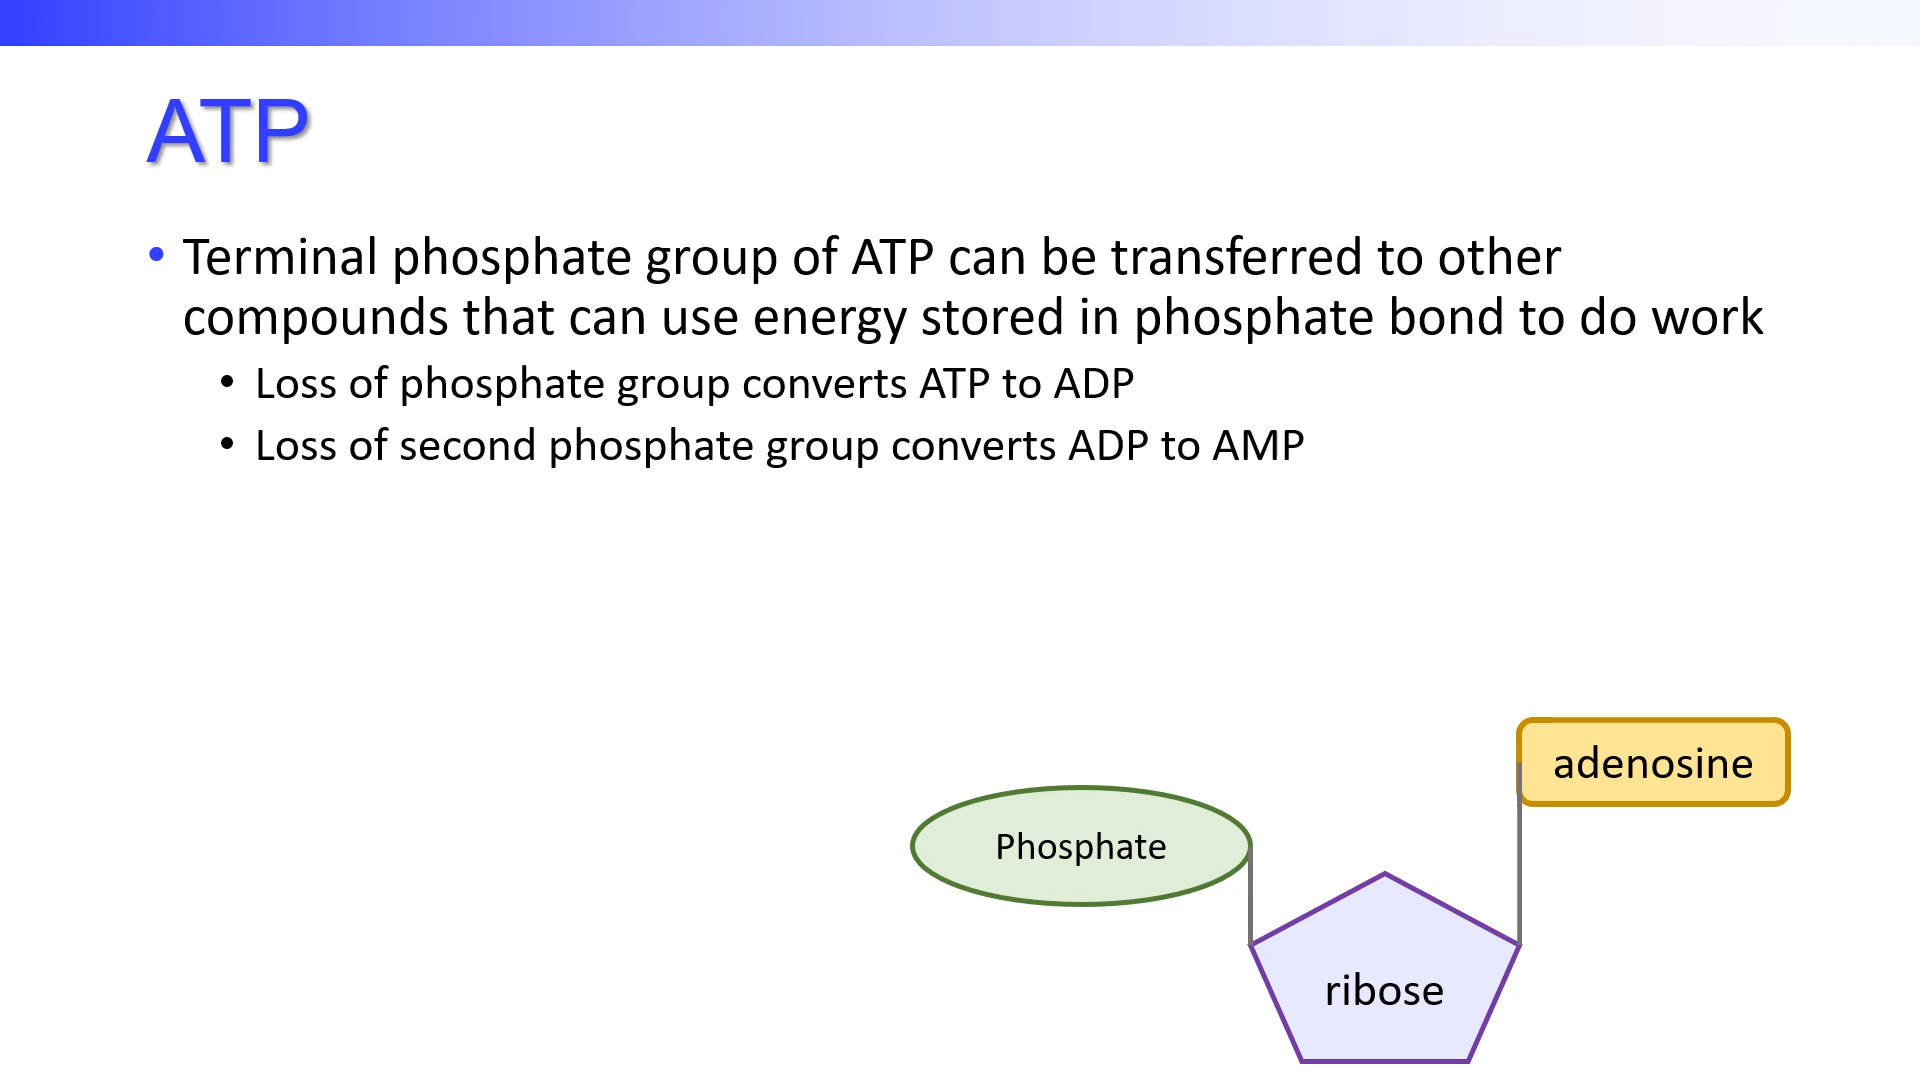 ATP
• Terminal phosphate group of ATP can be transferred to other
compounds that can use energy stored in phosphate bond to do work
• Loss of phosphate group converts ATP to ADP
• Loss of second phosphate group converts ADP to AMP
adenosine
Phosphate
ribose